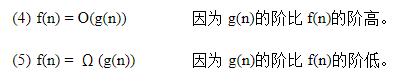 (4) f(n) = O(g(n)) 因为 g(n)的阶比 f(n)的阶高。
(5) f(n) = Ω (g(n)) 因为 g(n)的阶比 f(n)的阶低。